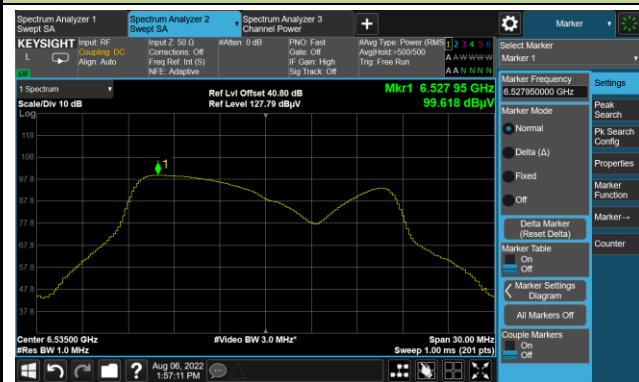 Spectrum Analyzer 1
Swept SA
Spectrum Analyzer 2
Swept SA
Spectrum Analyzer 3
Channel Power
Marker
KEYSIGHT
L
Input: RF
Coupling: DC
Align: Auto
Input Z: 50 Ω
Corrections: Off
Freq Ref: Int (S)
NFE: Adaptive
#Atten: 0 dB
PNO: Fast
Gate: Off
IF Gain: High
Sig Track: Off
#Avg Type: Power (RMS
Avg|Hold:>500/500
Trig: Free Run
1 2 3 4 5 6
A A W W W W
A A N N N N
Select Marker
Marker 1
1 Spectrum
Scale/Div 10 dB
Log
Ref Lvl Offset 40.80 dB
Ref Level 127.79 dBµV
Mkr1 6.527 95 GHz
99.618 dBµV
118
108
97.8
87.8
77.8
67.8
57.8
47.8
37.8
1
Center 6.53500 GHz
#Res BW 1.0 MHz
#Video BW 3.0 MHz*
Span 30.00 MHz
Sweep 1.00 ms (201 pts)
Marker Frequency
6.527950000 GHz
Marker Mode
Normal
Delta (Δ)
Fixed
Off
Delta Marker
(Reset Delta)
Marker Table
On
Off
Marker Settings
Diagram
All Markers Off
Couple Markers
On
Off
Settings
Peak
Search
Pk Search
Config
Properties
Marker
Function
Marker→
Counter
Aug 06, 2022
1:57:11 PM